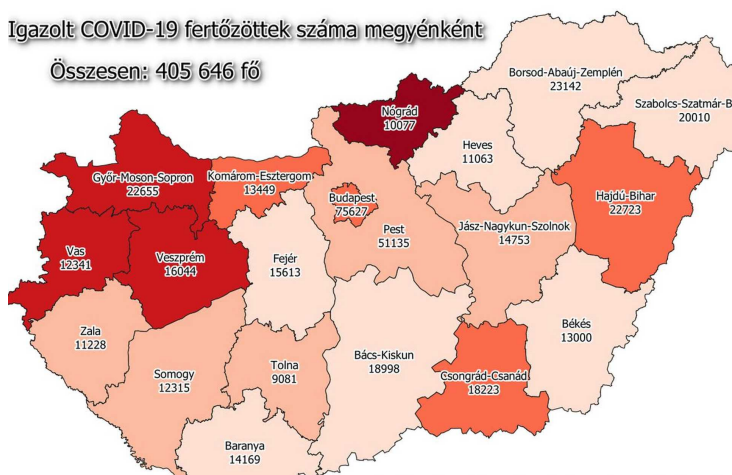 Igazolt COVID-19 fertőzöttek száma megyénként
Összesen: 405 646 fő
Borsod-Abaúj-Zemplén
23142
Szabolcs-Szatmár-B
20010
Nógrád
10077
Heves
11063
Győr-Moson-Sopron
22655
Komárom-Esztergom
13449
Budapest
75627
Hajdú-Bihar
22723
Pest
51135
Jász-Nagykun-Szolnok
14753
Vas
12341
Veszprém
16044
Fejér
15613
Zala
11228
Somogy
12315
Tolna
9081
Bács-Kiskun
18998
Békés
13000
Csongrád-Csanád
18223
Baranya
14169